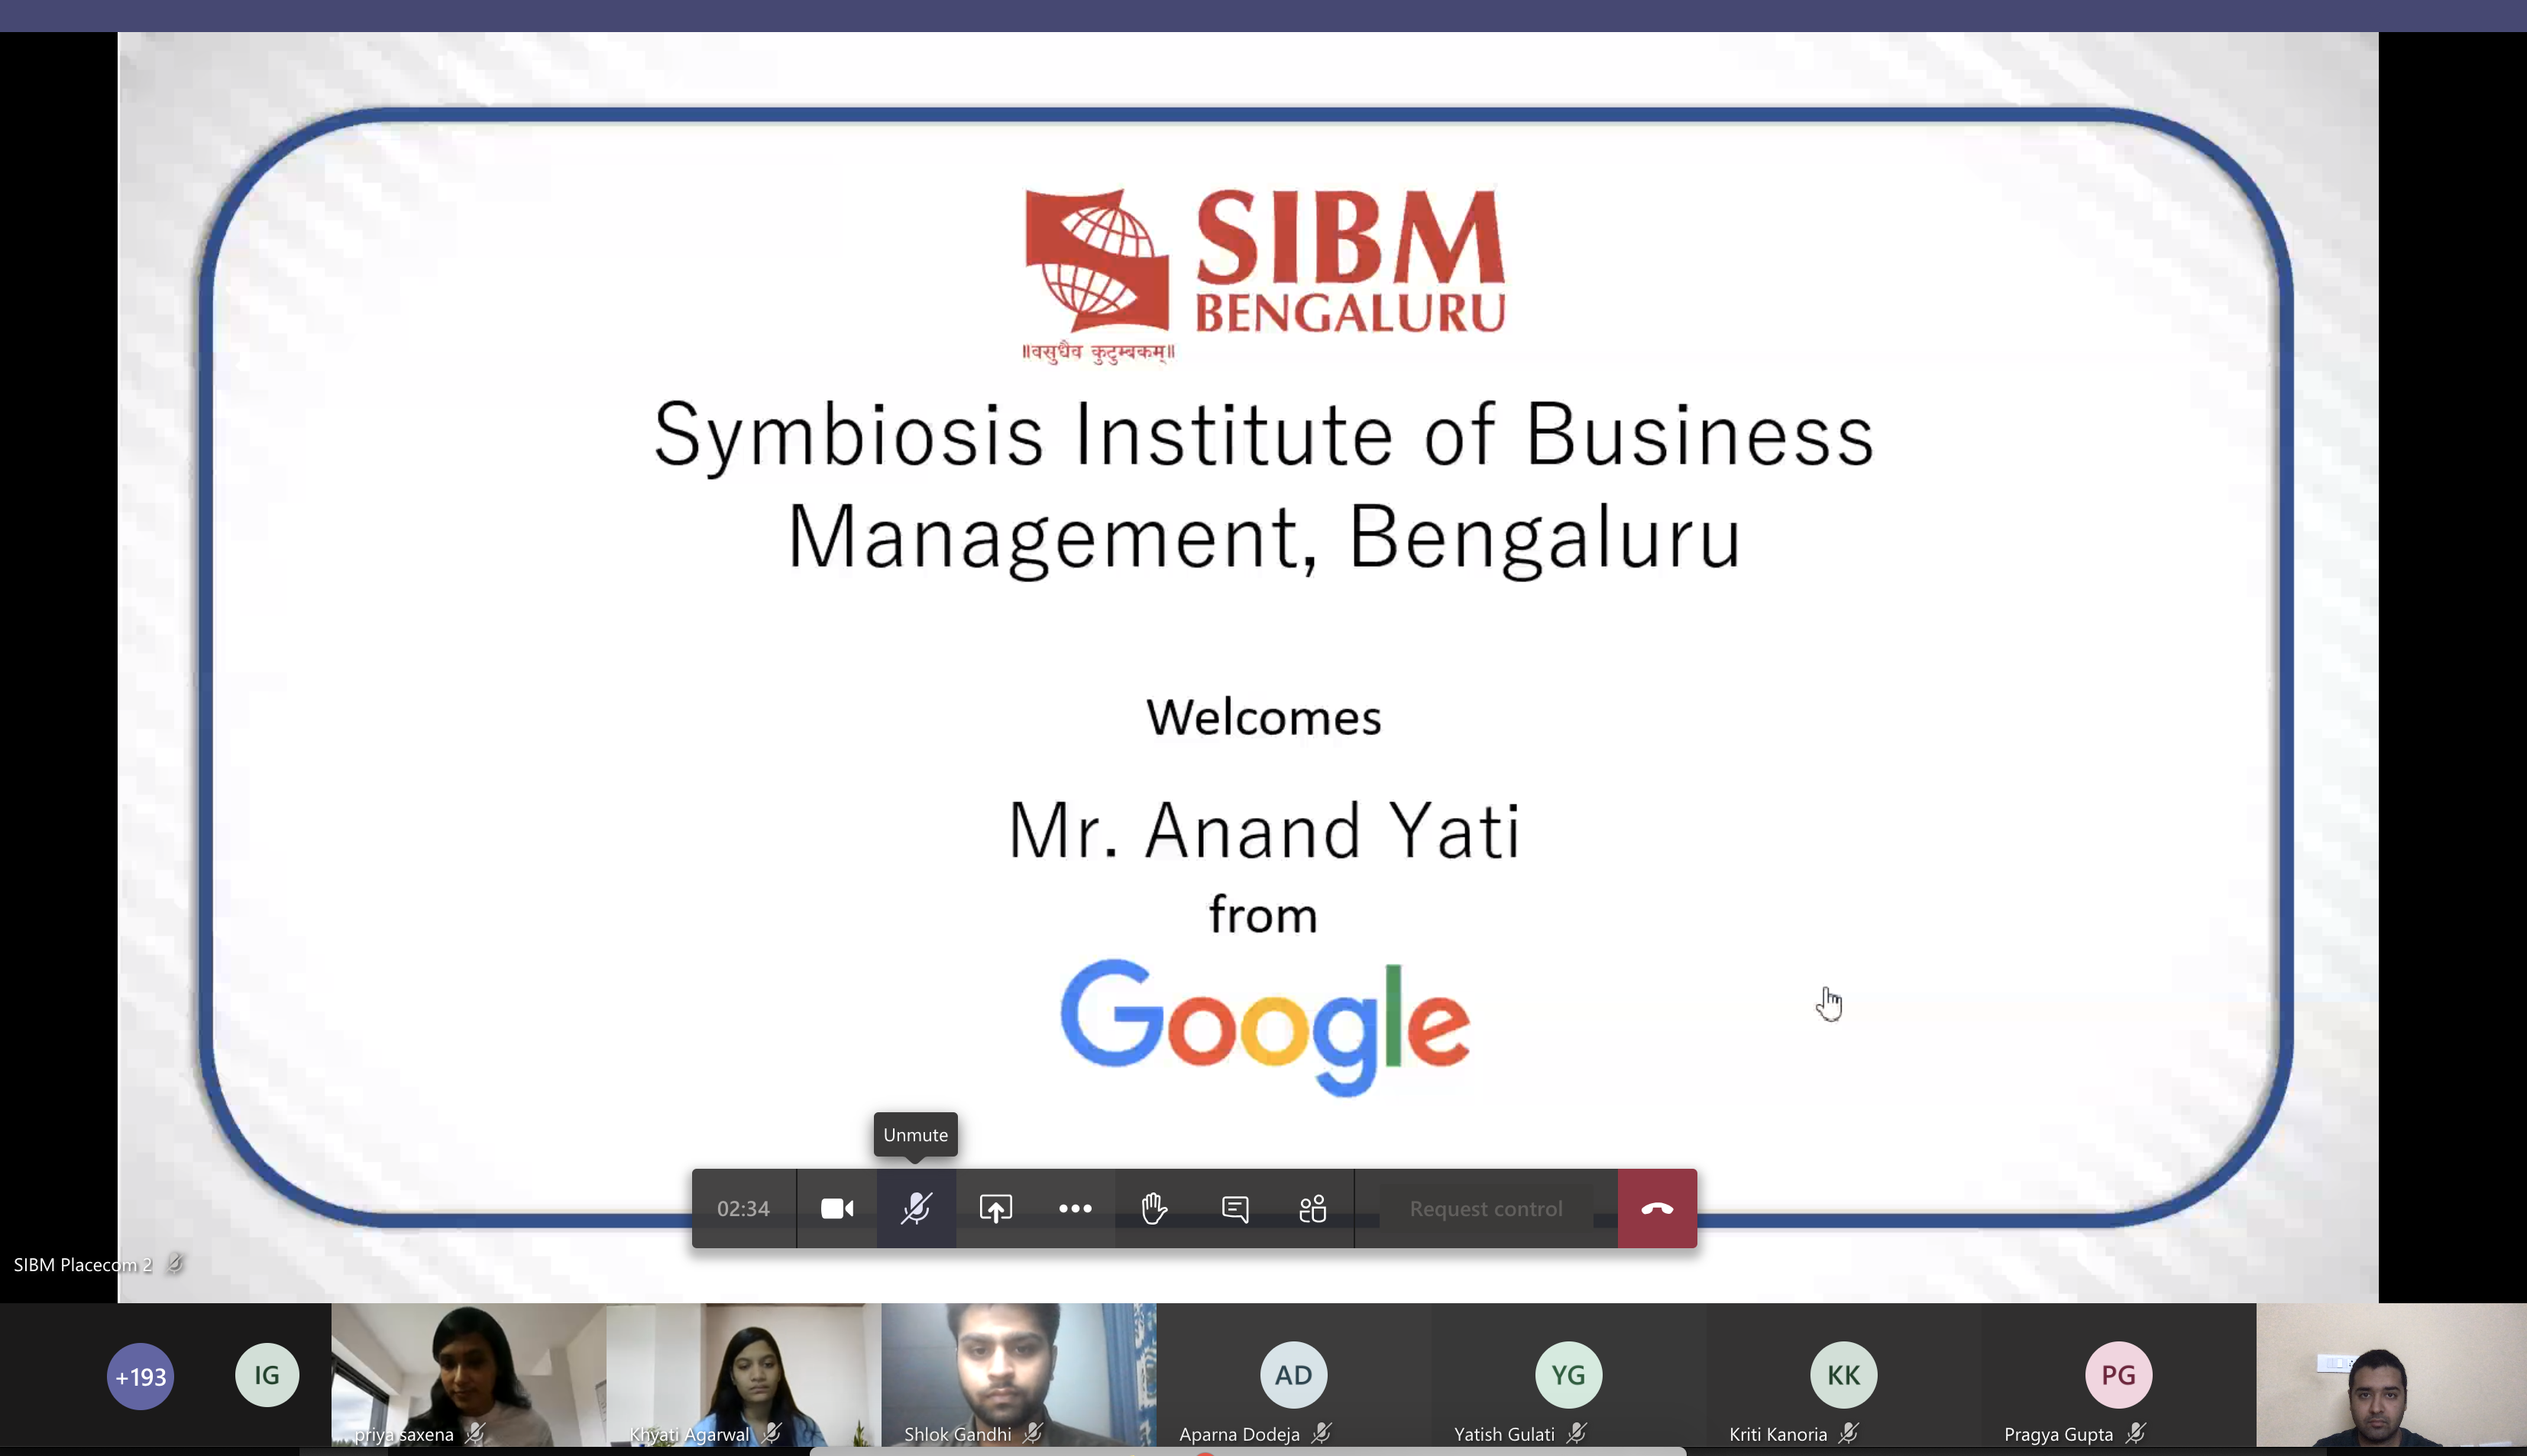 SIBM
BENGALURU
॥वसुधैव कुटुम्बकम्॥
Symbiosis Institute of Business
Management, Bengaluru
Welcomes
Mr. Anand Yati
from
Google
Unmute
02:34
Request control
SIBM Placecom 2
+193
IG
priya saxena
Khyati Agarwal
Shlok Gandhi
AD
Aparna Dodeja
YG
Yatish Gulati
KK
Kriti Kanoria
PG
Pragya Gupta